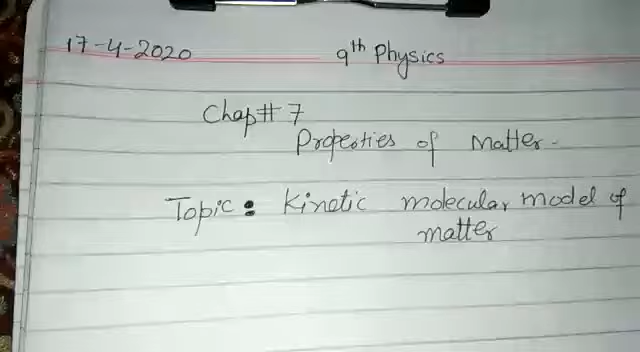 17-4-2020
9th Physics
Chap# 7
Properties of Matter.
Topic: Kinetic molecular model of
matter